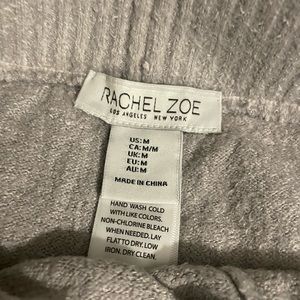 RACHEL ZOE
LOS ANGELES NEW YORK
US: M
CA: M/M
UK: M
EU: M
AU: M
MADE IN CHINA
HAND WASH COLD
WITH LIKE COLORS.
NON-CHLORINE BLEACH
WHEN NEEDED. LAY
FLAT TO DRY. LOW
IRON. DRY CLEAN.